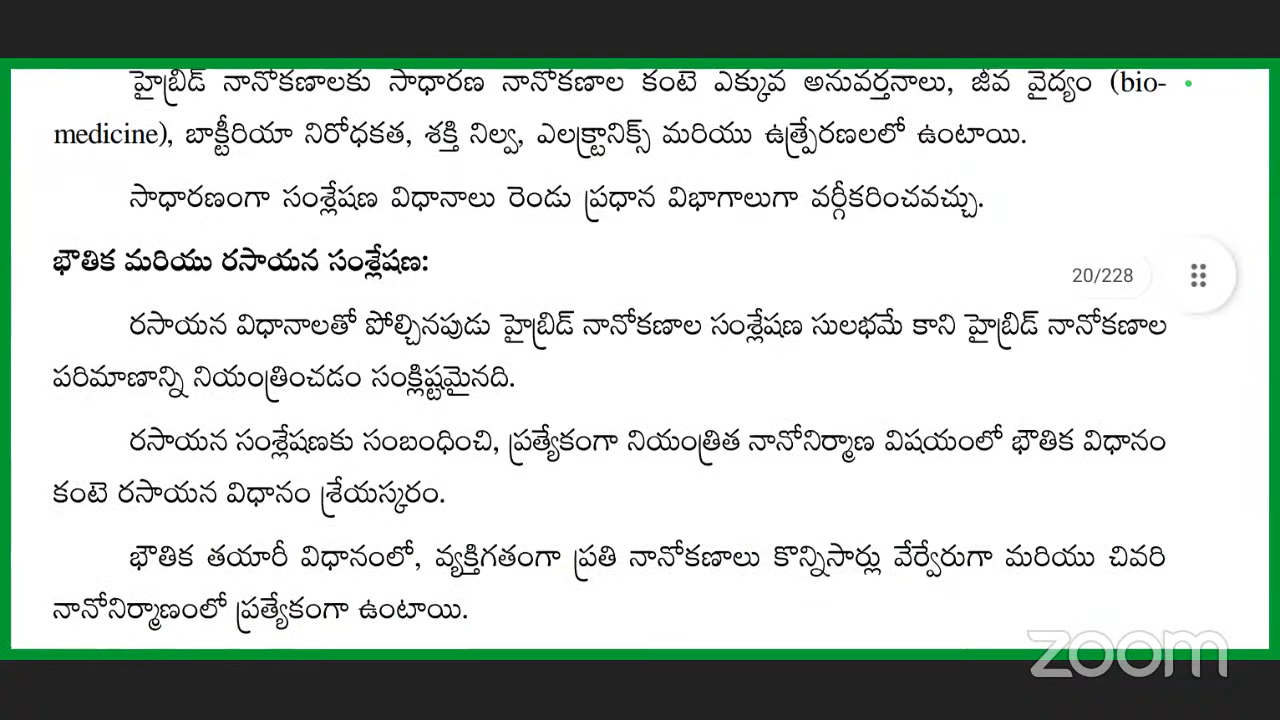 హైబ్రిడ్ నానోకణాలకు సాధారణ నానోకణాల కంటె ఎక్కువ అనువర్తనాలు, జీవ వైద్యం (bio-
medicine), బాక్టీరియా నిరోధకత, శక్తి నిల్వ, ఎలక్ట్రానిక్స్ మరియు ఉత్ప్రేరణలలో ఉంటాయి.
సాధారణంగా సంశ్లేషణ విధానాలు రెండు ప్రధాన విభాగాలుగా వర్గీకరించవచ్చు.
భౌతిక మరియు రసాయన సంశ్లేషణ:
20/228
రసాయన విధానాలతో పోల్చినపుడు హైబ్రిడ్ నానోకణాల సంశ్లేషణ సులభమే కాని హైబ్రిడ్ నానోకణాల
పరిమాణాన్ని నియంత్రించడం సంక్లిష్టమైనది.
రసాయన సంశ్లేషణకు సంబంధించి, ప్రత్యేకంగా నియంత్రిత నానోనిర్మాణ విషయంలో భౌతిక విధానం
కంటె రసాయన విధానం శ్రేయస్కరం.
భౌతిక తయారీ విధానంలో, వ్యక్తిగతంగా ప్రతి నానోకణాలు కొన్నిసార్లు వేర్వేరుగా మరియు చివరి
నానోనిర్మాణంలో ప్రత్యేకంగా ఉంటాయి.
zoom